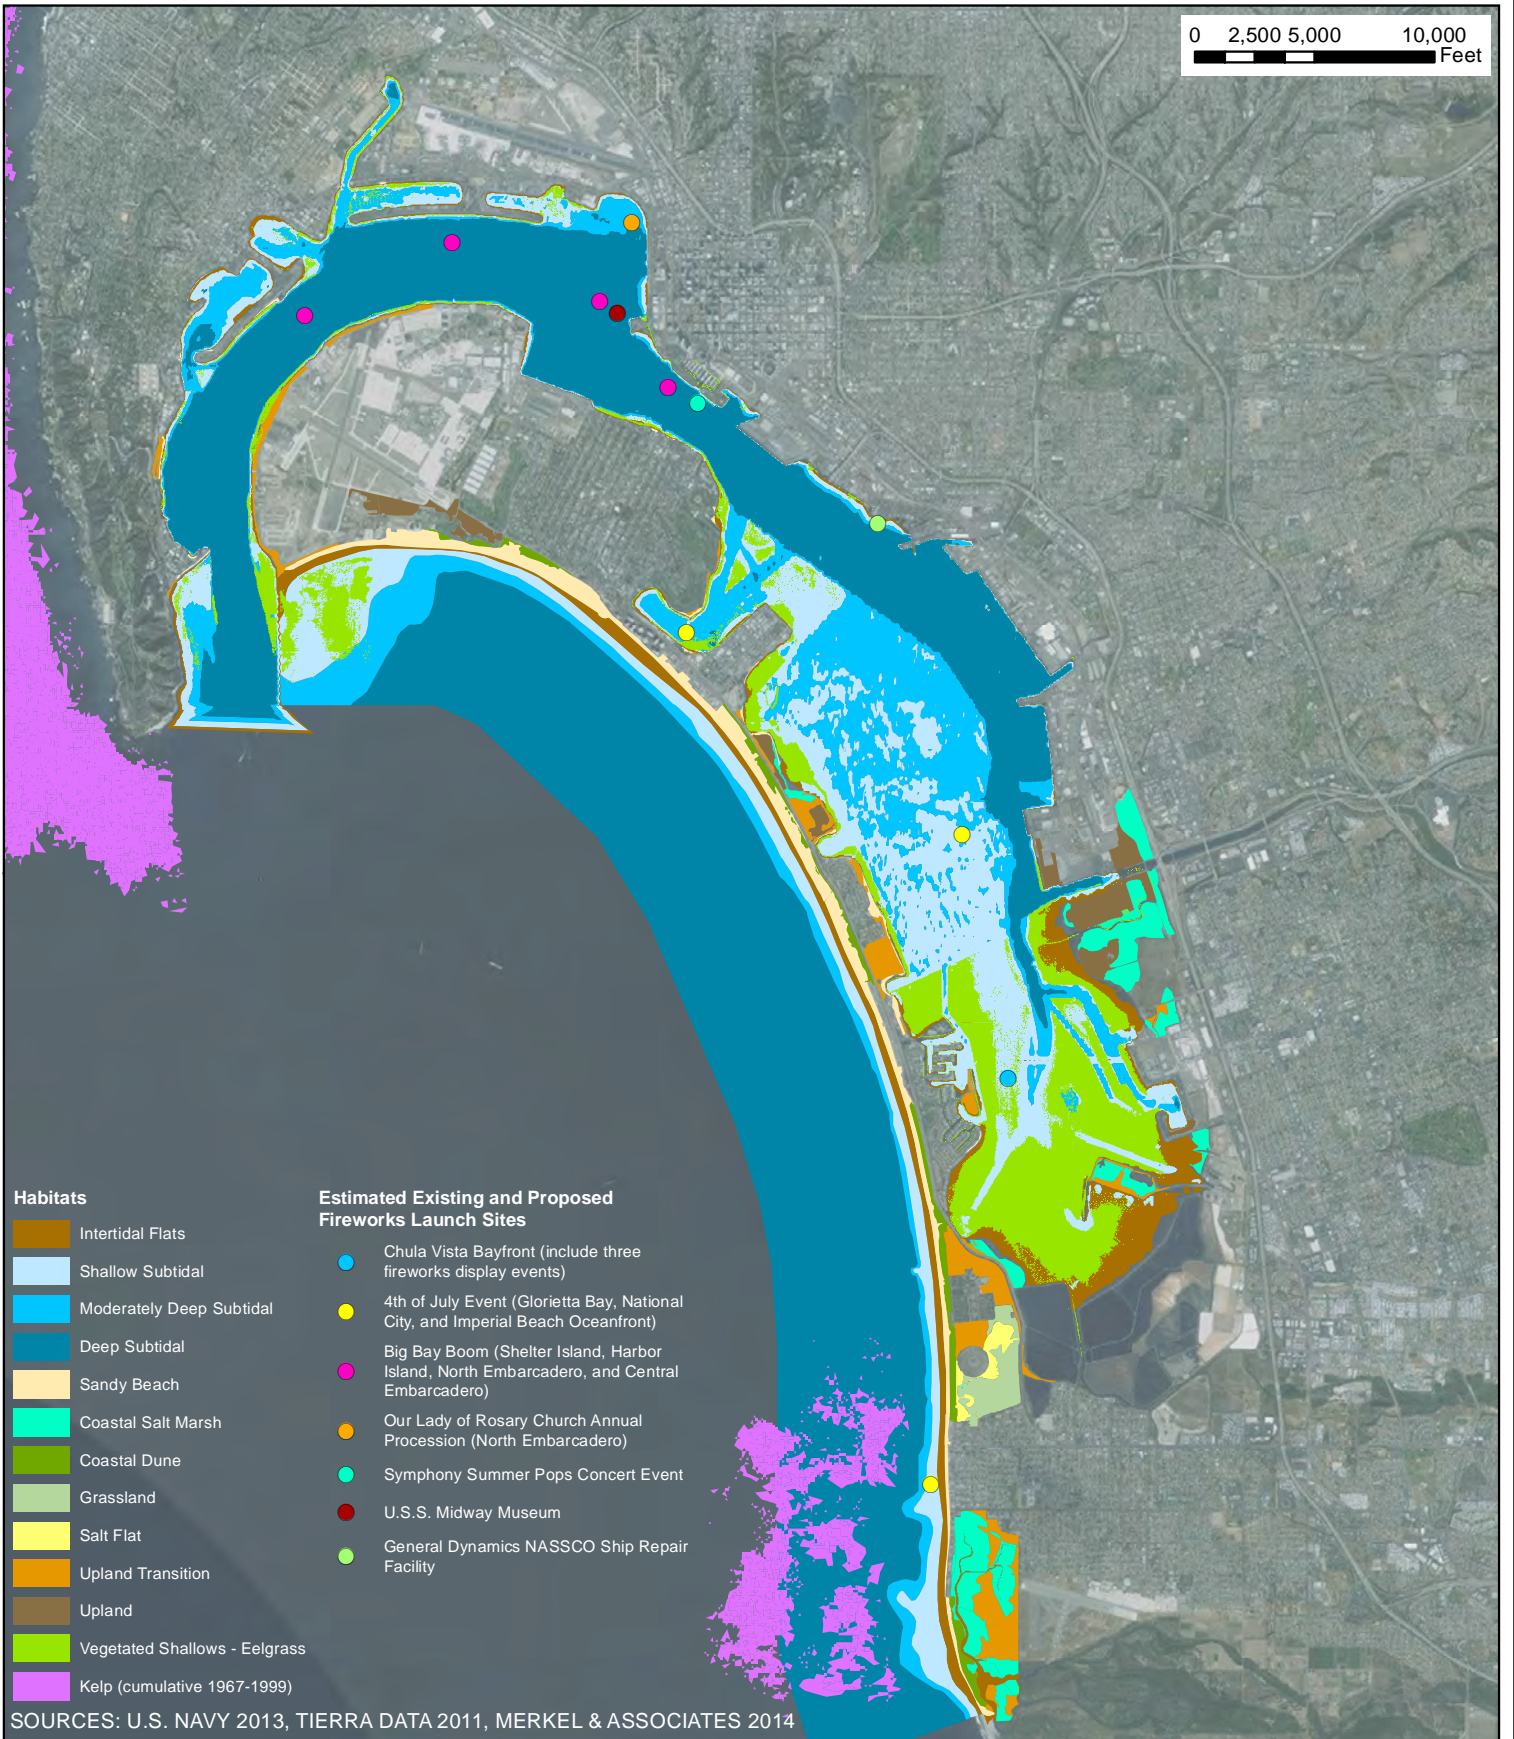 0 2,500 5,000 10,000
Feet
Habitats
Intertidal Flats
Shallow Subtidal
Moderately Deep Subtidal
Deep Subtidal
Sandy Beach
Coastal Salt Marsh
Coastal Dune
Grassland
Salt Flat
Upland Transition
Upland
Vegetated Shallows - Eelgrass
Kelp (cumulative 1967-1999)
Estimated Existing and Proposed
Fireworks Launch Sites
Chula Vista Bayfront (include three
fireworks display events)
4th of July Event (Glorietta Bay, National
City, and Imperial Beach Oceanfront)
Big Bay Boom (Shelter Island, Harbor
Island, North Embarcadero, and Central
Embarcadero)
Our Lady of Rosary Church Annual
Procession (North Embarcadero)
Symphony Summer Pops Concert Event
U.S.S. Midway Museum
General Dynamics NASSCO Ship Repair
Facility
SOURCES: U.S. NAVY 2013, TIERRA DATA 2011, MERKEL & ASSOCIATES 2014